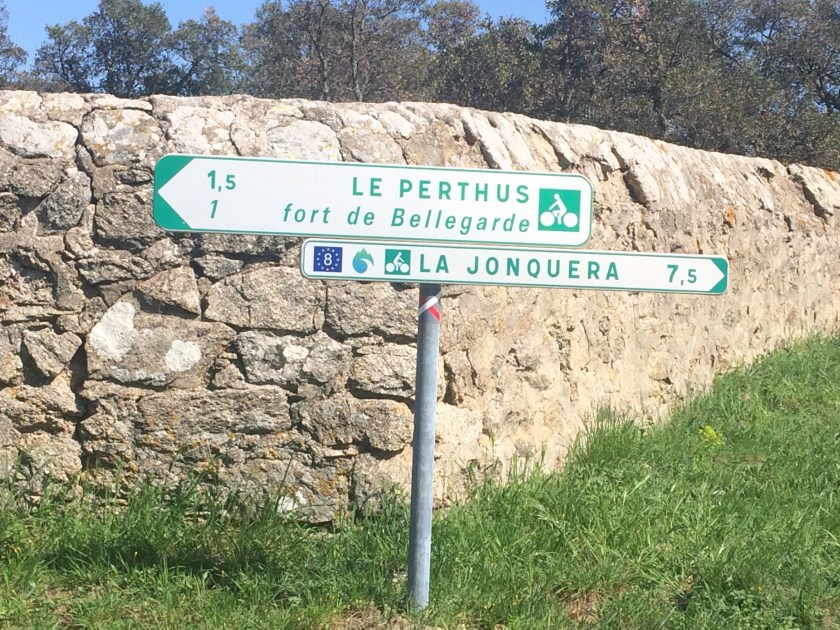 1,5 LE PERTHUS
1 fort de Bellegarde
8 LA JONQUERA 7,5